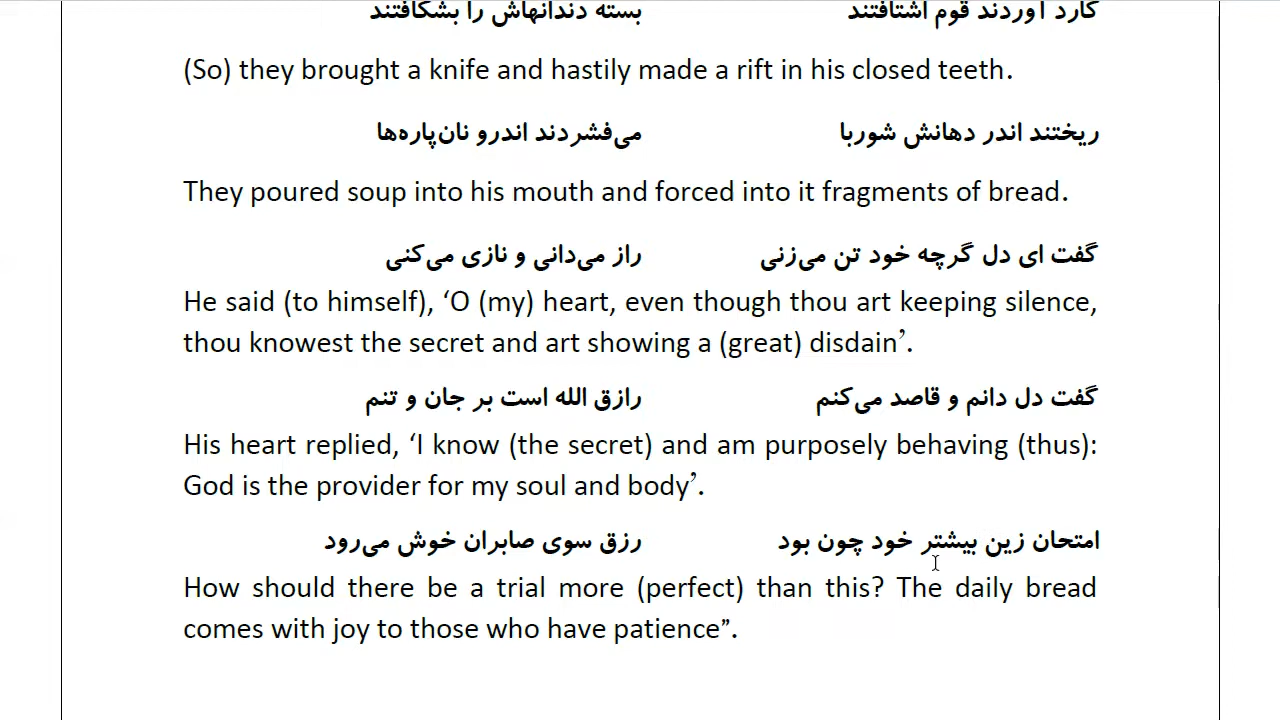 کارد آوردند قوم اشتافتند بسته دندانهاش را بشکافتند
(So) they brought a knife and hastily made a rift in his closed teeth.
ریختند اندر دهانش شوربا می‌فشردند اندرو نان‌پاره‌ها
They poured soup into his mouth and forced into it fragments of bread.
گفت ای دل گرچه خود تن می‌زنی راز می‌دانی و نازی می‌کنی
He said (to himself), ‘O (my) heart, even though thou art keeping silence,
thou knowest the secret and art showing a (great) disdain’.
گفت دل دانم و قاصد می‌کنم رازق الله است بر جان و تنم
His heart replied, ‘I know (the secret) and am purposely behaving (thus):
God is the provider for my soul and body’.
امتحان زین بیشتر خود چون بود رزق سوی صابران خوش می‌رود
How should there be a trial more (perfect) than this? The daily bread
comes with joy to those who have patience”.